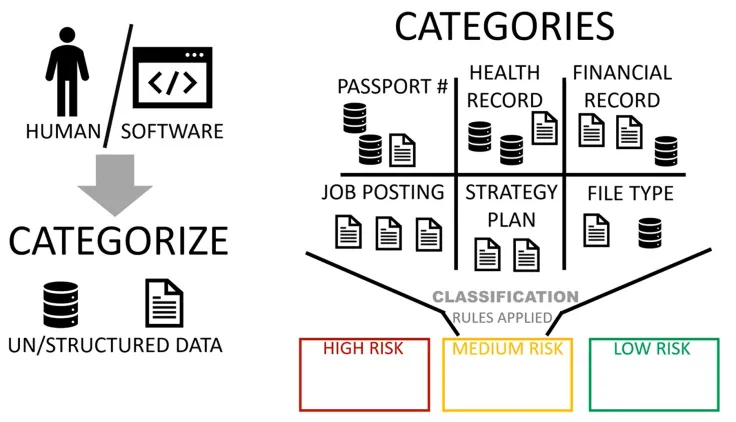 HUMAN
SOFTWARE
CATEGORIZE
UN/STRUCTURED DATA
CATEGORIES
PASSPORT #
HEALTH
RECORD
FINANCIAL
RECORD
JOB POSTING
STRATEGY
PLAN
FILE TYPE
CLASSIFICATION
RULES APPLIED
HIGH RISK
MEDIUM RISK
LOW RISK